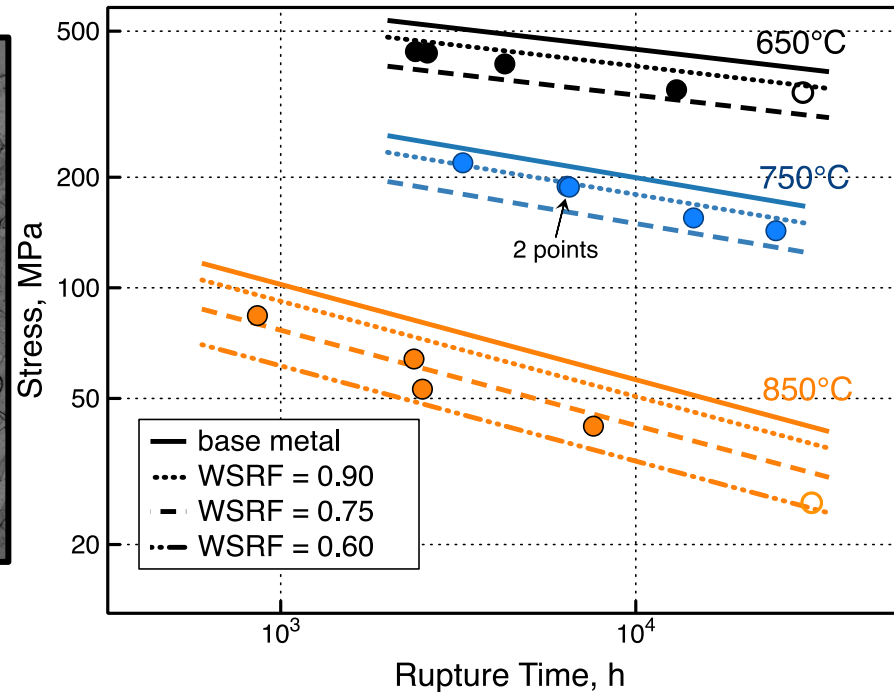 500
200
100
50
20
Stress, MPa
650°C
750°C
2 points
850°C
base metal
WSRF = 0.90
WSRF = 0.75
WSRF = 0.60
10³
10⁴
Rupture Time, h